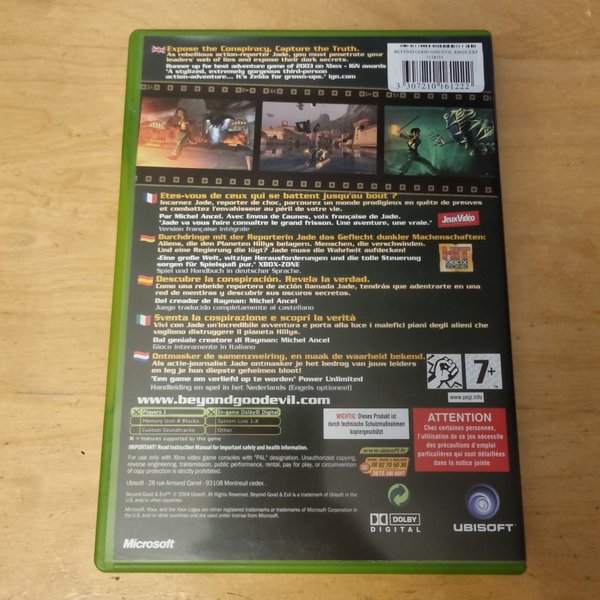 Expose the Conspiracy, Capture the Truth.
As rebellious action-reporter Jade, you must penetrate your
leaders' web of lies and expose their dark secrets.
Runner up for best adventure game of 2003 on Xbox - IGN awards
"A stylized, extremely gorgeous third-person
action-adventure... It's Zelda for grown-ups." ign.com
BEYOND GOOD AND EVIL XBOX EXP
3 307210 161222
Etes-vous de ceux qui se battent jusqu'au bout ?
Incarnez Jade, reporter de choc, parcourez un monde prodigieux en quête de preuves
et combattez l'envahisseur au péril de votre vie.
Par Michel Ancel. Avec Emma de Caunes, voix française de Jade.
"Jade va vous faire connaître le grand frisson. Une aventure, une vraie."
Version française intégrale
JeuxVidéo
Durchdringe mit der Reporterin Jade das Geflecht dunkler Machenschaften:
Aliens, die den Planeten Hillys belagern. Menschen, die verschwinden.
Und eine Regierung die lügt? Jade muss die Wahrheit aufdecken!
«Eine große Welt, witzige Herausforderungen und die tolle Steuerung
sorgen für Spielspaß pur.» XBOX-ZONE
Spiel und Handbuch in deutscher Sprache.
Descubre la conspiración. Revela la verdad.
Como una rebelde reportera de acción llamada Jade, tendrás que adentrarte en una
red de mentiras y descubrir sus oscuros secretos.
Del creador de Rayman: Michel Ancel
Juego traducido completamente al castellano
Sventa la cospirazione e scopri la verità
Vivi con Jade un'incredibile avventura e porta alla luce i malefici piani degli alieni che
vogliono distruggere il pianeta Hillys.
Dal geniale creatore di Rayman: Michel Ancel
Gioco interamente in Italiano
Ontmasker de samenzwering, en maak de waarheid bekend.
Als actie-journalist Jade ontmasker je het bedrog van jouw leiders
en leg je hun diepste geheimen bloot!
"Een game om verliefd op te worden" Power Unlimited
Handleiding en spel in het Nederlands (Engels optioneel)
7+
www.pegi.info
www.beyondgoodevil.com
Players 1
In-game Dolby® Digital
Memory Unit # Blocks
System Link 1-X
Custom Soundtracks
Other
X = features supported by this game
IMPORTANT! Read Instruction Manual for important safety and health information.
For use only with Xbox video game consoles with "PAL" designation. Unauthorized copying,
reverse engineering, transmission, public performance, rental, pay for play, or circumvention
of copy protection is strictly prohibited.
Ubisoft - 28 rue Armand Carrel - 93108 Montreuil cedex .
Beyond Good & Evil™ © 2004 Ubisoft. All Rights Reserved. Beyond Good & Evil is a trademark of Ubisoft in the
U.S. and/or other countries
Microsoft, Xbox, and the Xbox Logos are either registered trademarks or trademarks of Microsoft Corporation in
the U.S. and/or other countries and are used under license from Microsoft.
WICHTIG: Dieses Produkt ist
durch technische Schutzmaßnahmen
kopiergeschützt
ATTENTION
Chez certaines personnes,
l'utilisation de ce jeu nécessite
des précautions d'emploi
particulières qui sont détaillées
dans la notice jointe
www.ubisoft.fr
08 92 70 50 30
3615 UBI SOFT
DOLBY
DIGITAL
UBISOFT
Microsoft